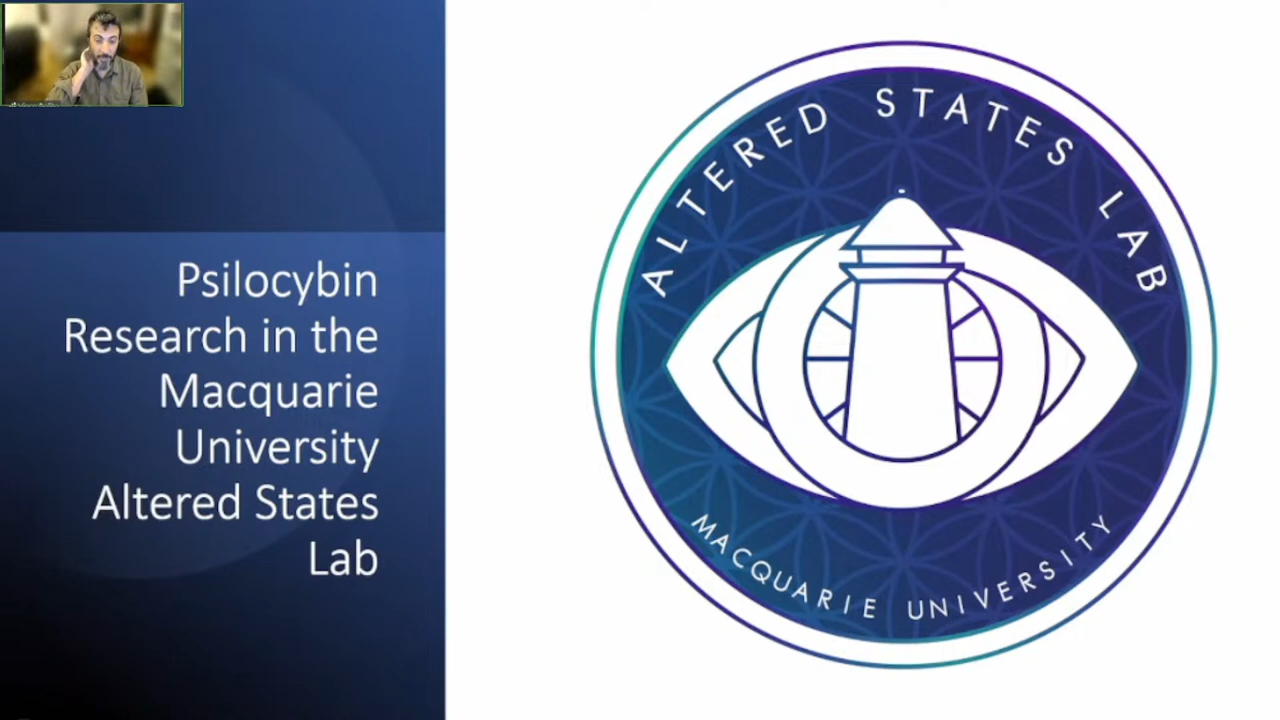 Psilocybin
Research in the
Macquarie
University
Altered States
Lab
ALTERED STATES LAB
MACQUARIE UNIVERSITY